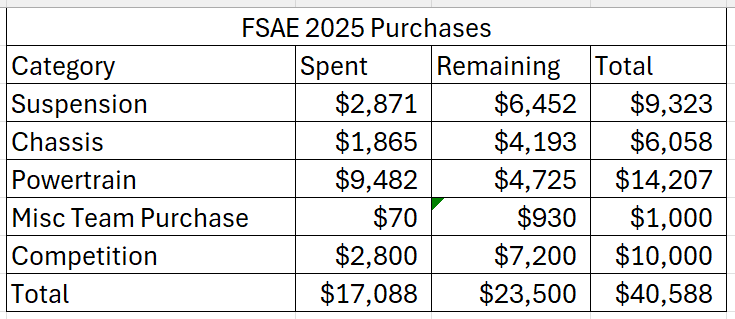 FSAE 2025 Purchases
Category Spent Remaining Total
Suspension $2,871 $6,452 $9,323
Chassis $1,865 $4,193 $6,058
Powertrain $9,482 $4,725 $14,207
Misc Team Purchase $70 $930 $1,000
Competition $2,800 $7,200 $10,000
Total $17,088 $23,500 $40,588